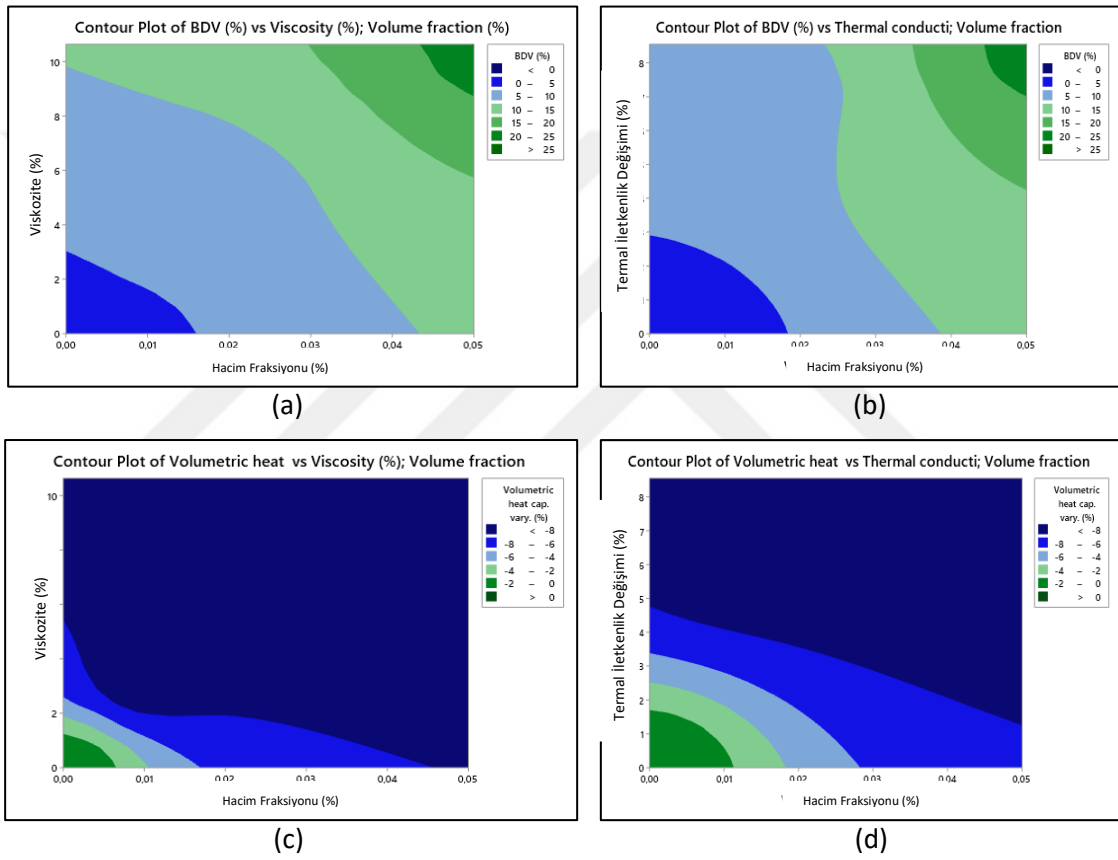 Contour Plot of BDV (%) vs Viscosity (%); Volume fraction (%)
BDV (%)
< 0
0 – 5
5 – 10
10 – 15
15 – 20
20 – 25
> 25
Viskozite (%)
10
8
6
4
2
0
0,00 0,01 0,02 0,03 0,04 0,05
Hacim Fraksiyonu (%)
(a)
Contour Plot of BDV (%) vs Thermal conducti; Volume fraction
BDV (%)
< 0
0 – 5
5 – 10
10 – 15
15 – 20
20 – 25
> 25
Termal İletkenlik Değişimi (%)
8
0
0,00 0,01 0,02 0,03 0,04 0,05
Hacim Fraksiyonu (%)
(b)
Contour Plot of Volumetric heat vs Viscosity (%); Volume fraction
Volumetric
heat cap.
vary. (%)
< -8
-8 – -6
-6 – -4
-4 – -2
-2 – 0
> 0
Viskozite (%)
10
2
0
0,00 0,01 0,02 0,03 0,04 0,05
Hacim Fraksiyonu (%)
(c)
Contour Plot of Volumetric heat vs Thermal conducti; Volume fraction
Volumetric
heat cap.
vary. (%)
< -8
-8 – -6
-6 – -4
-4 – -2
-2 – 0
> 0
Termal İletkenlik Değişimi (%)
8
7
6
5
4
3
2
1
0
0,00 0,01 0,02 0,03 0,04 0,05
Hacim Fraksiyonu (%)
(d)